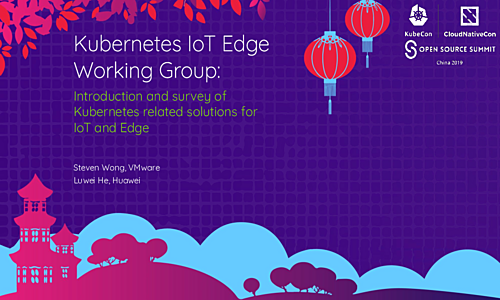 Kubernetes IoT Edge
Working Group:
Introduction and survey of
Kubernetes related solutions for
IoT and Edge
Steven Wong, VMware
Luwei He, Huawei
KubeCon
CloudNativeCon
OPEN SOURCE SUMMIT
China 2019